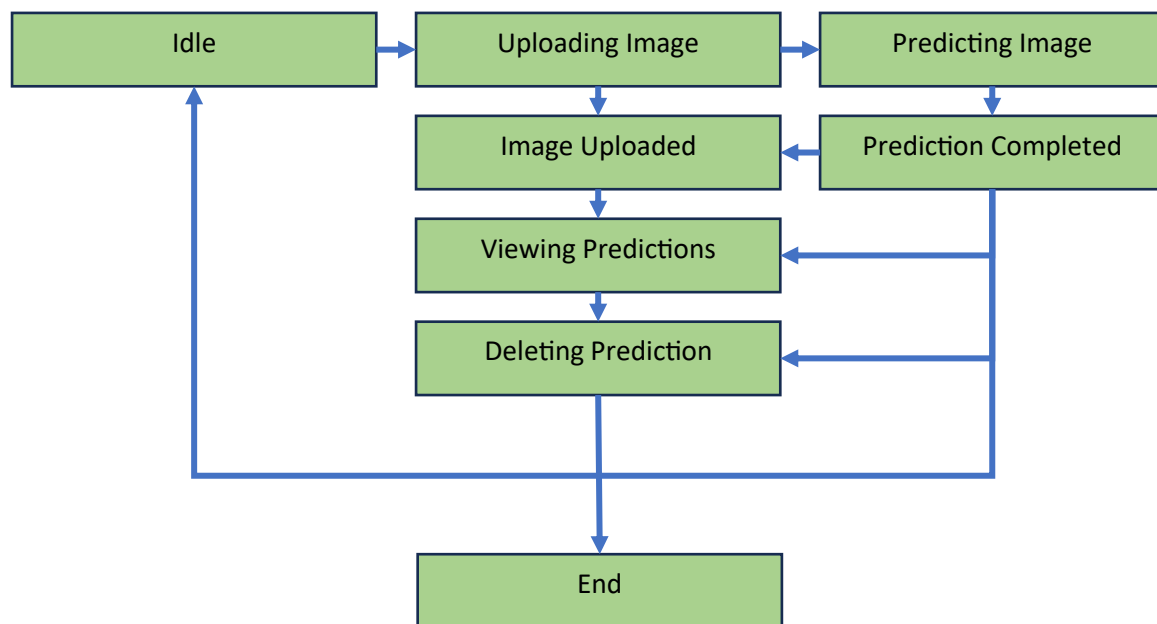 Idle
Uploading Image
Predicting Image
Image Uploaded
Prediction Completed
Viewing Predictions
Deleting Prediction
End